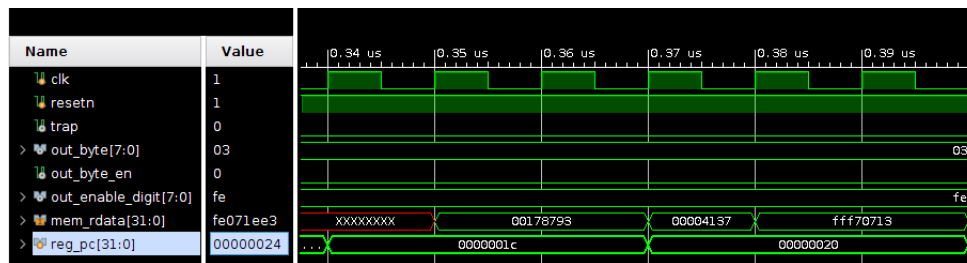 Name Value
0.34 us 0.35 us 0.36 us 0.37 us 0.38 us 0.39 us
clk 1
resetn 1
trap 0
out_byte[7:0] 03 03
out_byte_en 0
out_enable_digit[7:0] fe fe
mem_rdata[31:0] fe071ee3 XXXXXXXX 00178793 00004137 fff70713
reg_pc[31:0] 00000024 ... 0000001c 00000020